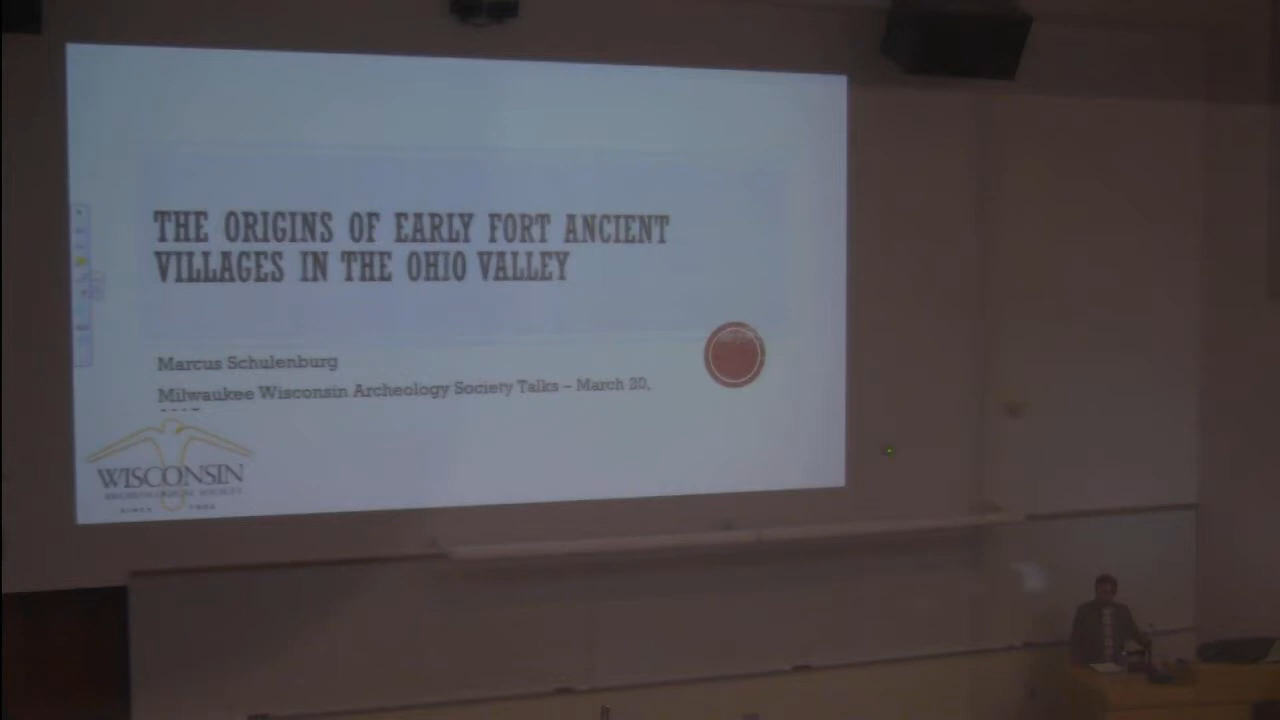 THE ORIGINS OF EARLY FORT ANCIENT
VILLAGES IN THE OHIO VALLEY
Marcus Schulenburg
Milwaukee Wisconsin Archeology Society Talks – March 20,
WISCONSIN
ARCHEOLOGICAL SOCIETY
SINCE